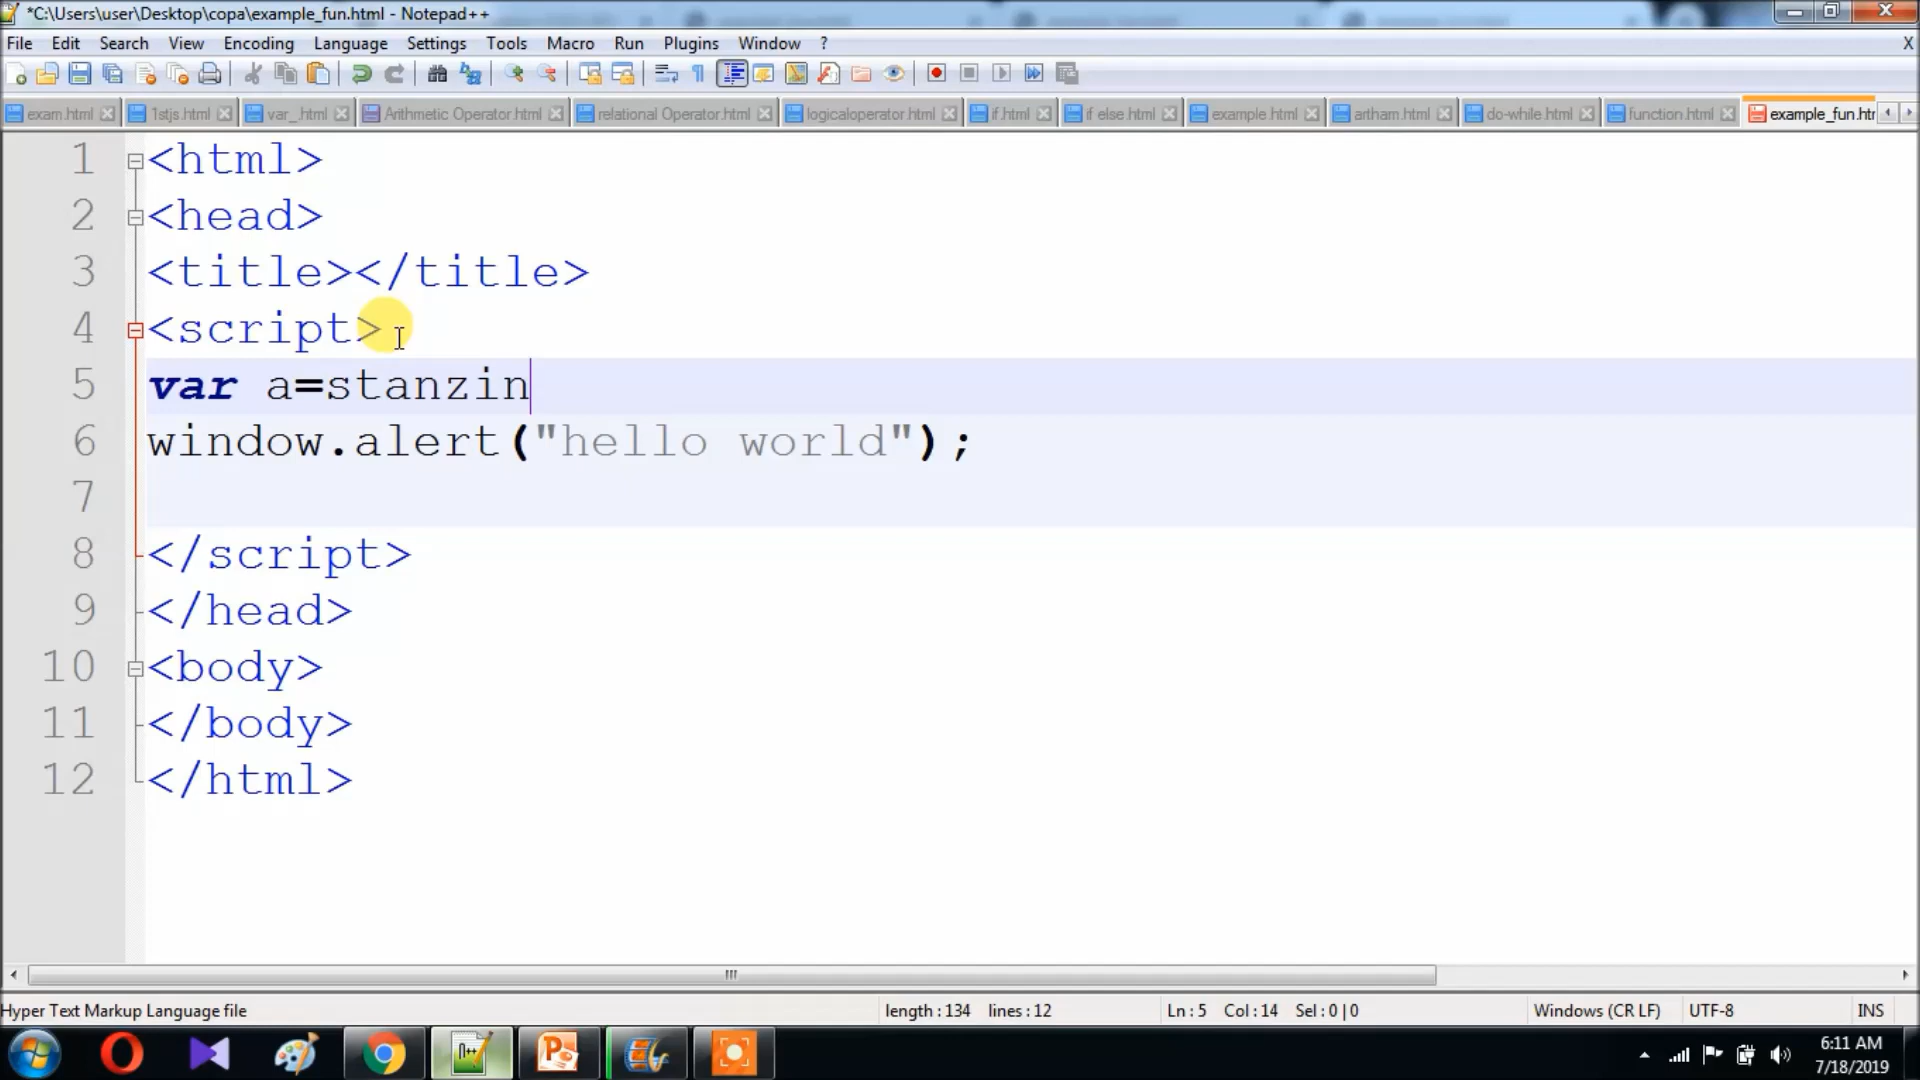 *C:\Users\user\Desktop\copa\example_fun.html - Notepad++
File Edit Search View Encoding Language Settings Tools Macro Run Plugins Window ? X
exam.html 1stjs.html var_.html Arithmetic Operator.html relational Operator.html logicaloperator.html if.html if else.html example.html artham.html do-while.html function.html example_fun.htr
1 <html>
2 <head>
3 <title></title>
4 <script>
5 var a=stanzin
6 window.alert("hello world");
7
8 </script>
9 </head>
10 <body>
11 </body>
12 </html>
Hyper Text Markup Language file length : 134 lines : 12 Ln : 5 Col : 14 Sel : 0 | 0 Windows (CR LF) UTF-8 INS
6:11 AM
7/18/2019